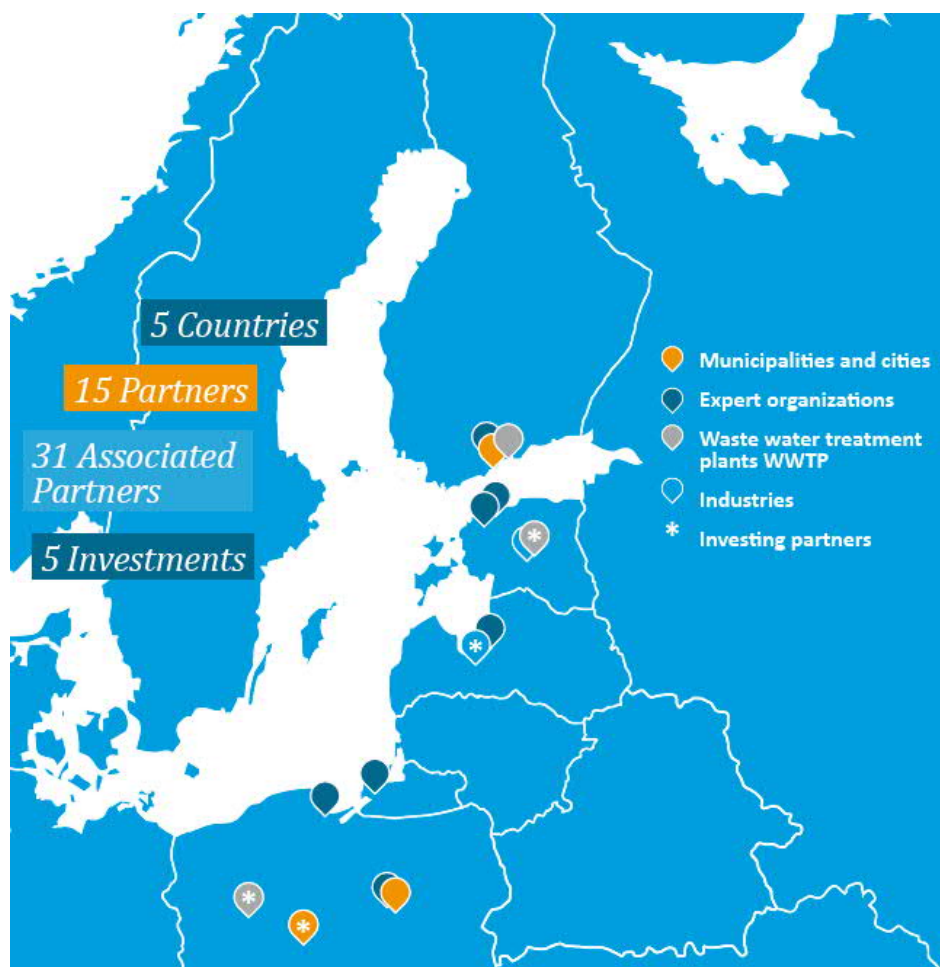 5 Countries
15 Partners
31 Associated
Partners
5 Investments
Municipalities and cities
Expert organizations
Waste water treatment
plants WWTP
Industries
* Investing partners